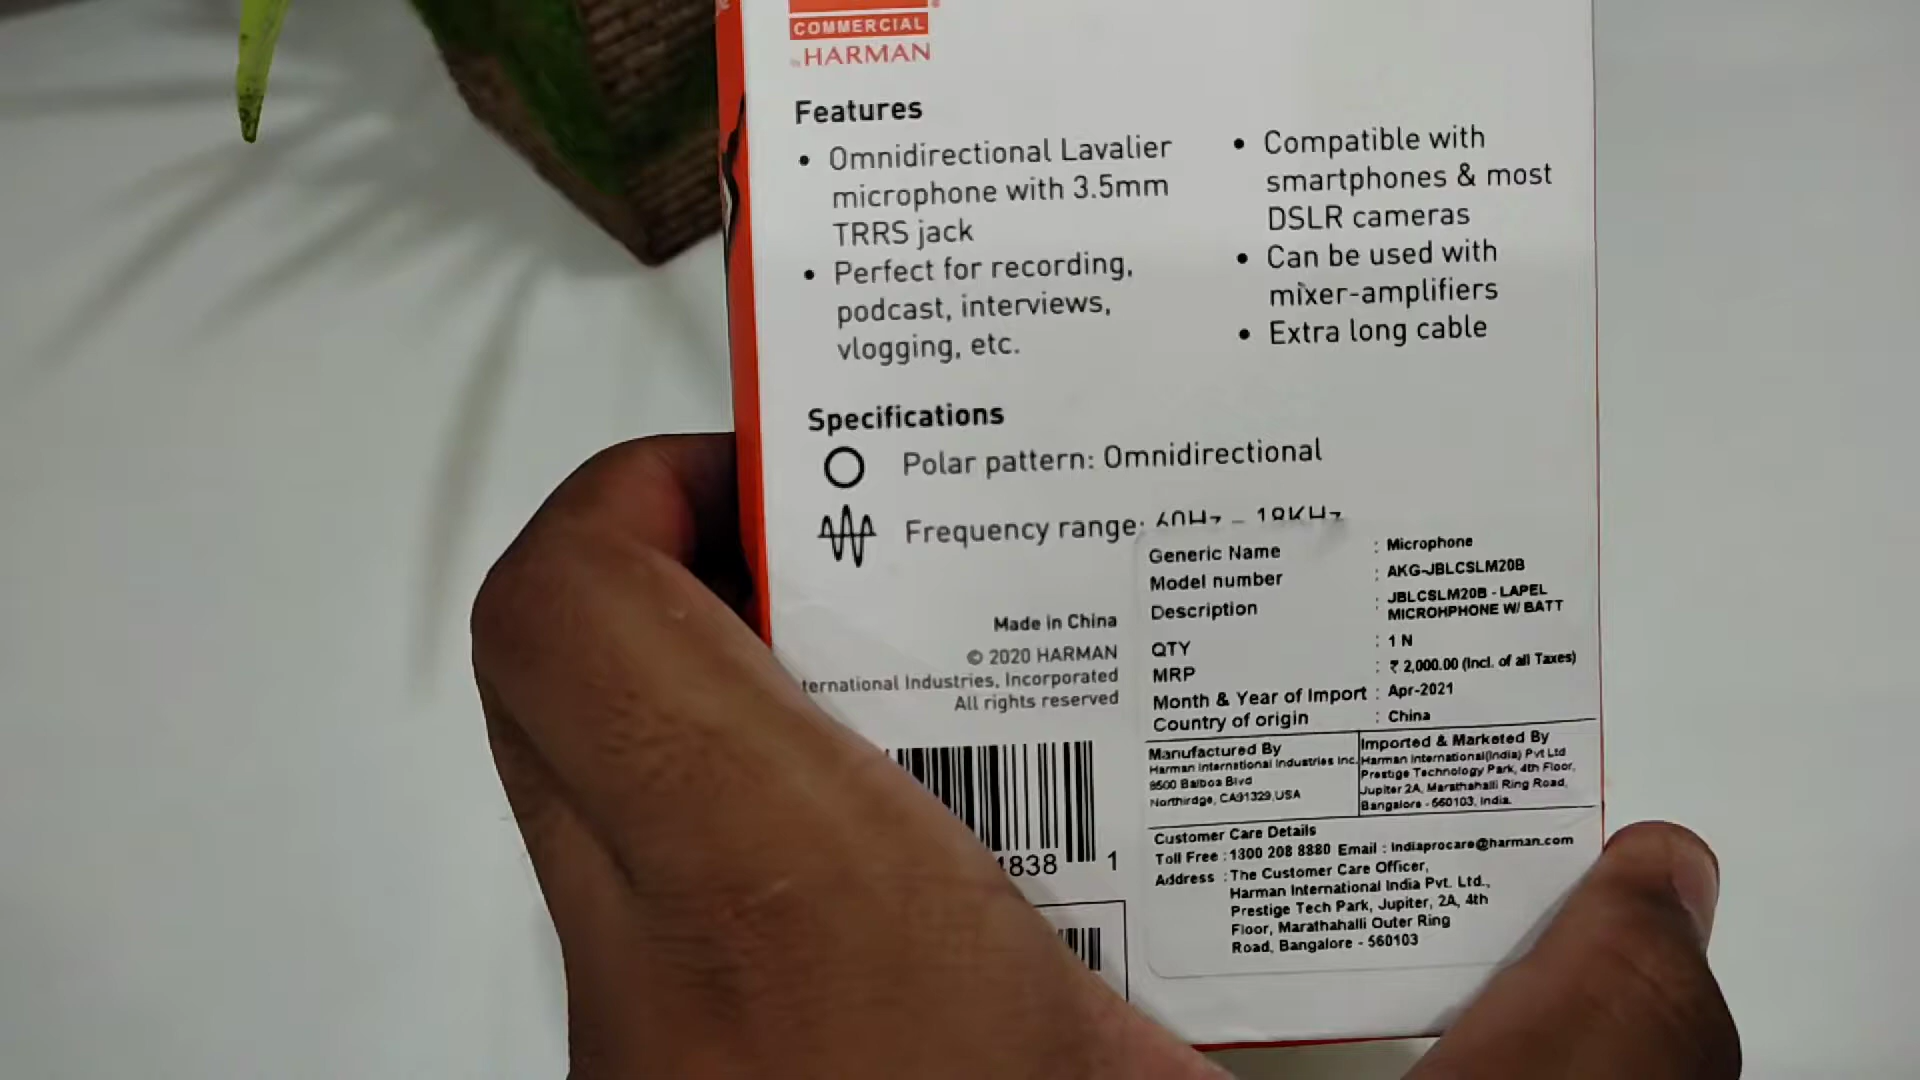 COMMERCIAL
by HARMAN
Features
• Omnidirectional Lavalier
microphone with 3.5mm
TRRS jack
• Perfect for recording,
podcast, interviews,
vlogging, etc.
• Compatible with
smartphones & most
DSLR cameras
• Can be used with
mixer-amplifiers
• Extra long cable
Specifications
Polar pattern: Omnidirectional
Frequency range: 60Hz – 18KHz
Made in China
© 2020 HARMAN
ternational Industries, Incorporated
All rights reserved
838 1
Generic Name : Microphone
Model number : AKG-JBLCSLM20B
Description : JBLCSLM20B - LAPEL
MICROHPHONE W/ BATT
QTY : 1 N
MRP : ₹ 2,000.00 (Incl. of all Taxes)
Month & Year of Import : Apr-2021
Country of origin : China
Manufactured By
Harman International Industries Inc.
8500 Balboa Blvd
Northirdge, CA91329,USA
Imported & Marketed By
Harman International(India) Pvt Ltd
Prestige Technology Park, 4th Floor,
Jupiter 2A, Marathahalli Ring Road,
Bangalore - 560103, India.
Customer Care Details
Toll Free : 1800 208 8880 Email : indiaprocare@harman.com
Address : The Customer Care Officer,
Harman International India Pvt. Ltd.,
Prestige Tech Park, Jupiter, 2A, 4th
Floor, Marathahalli Outer Ring
Road, Bangalore - 560103